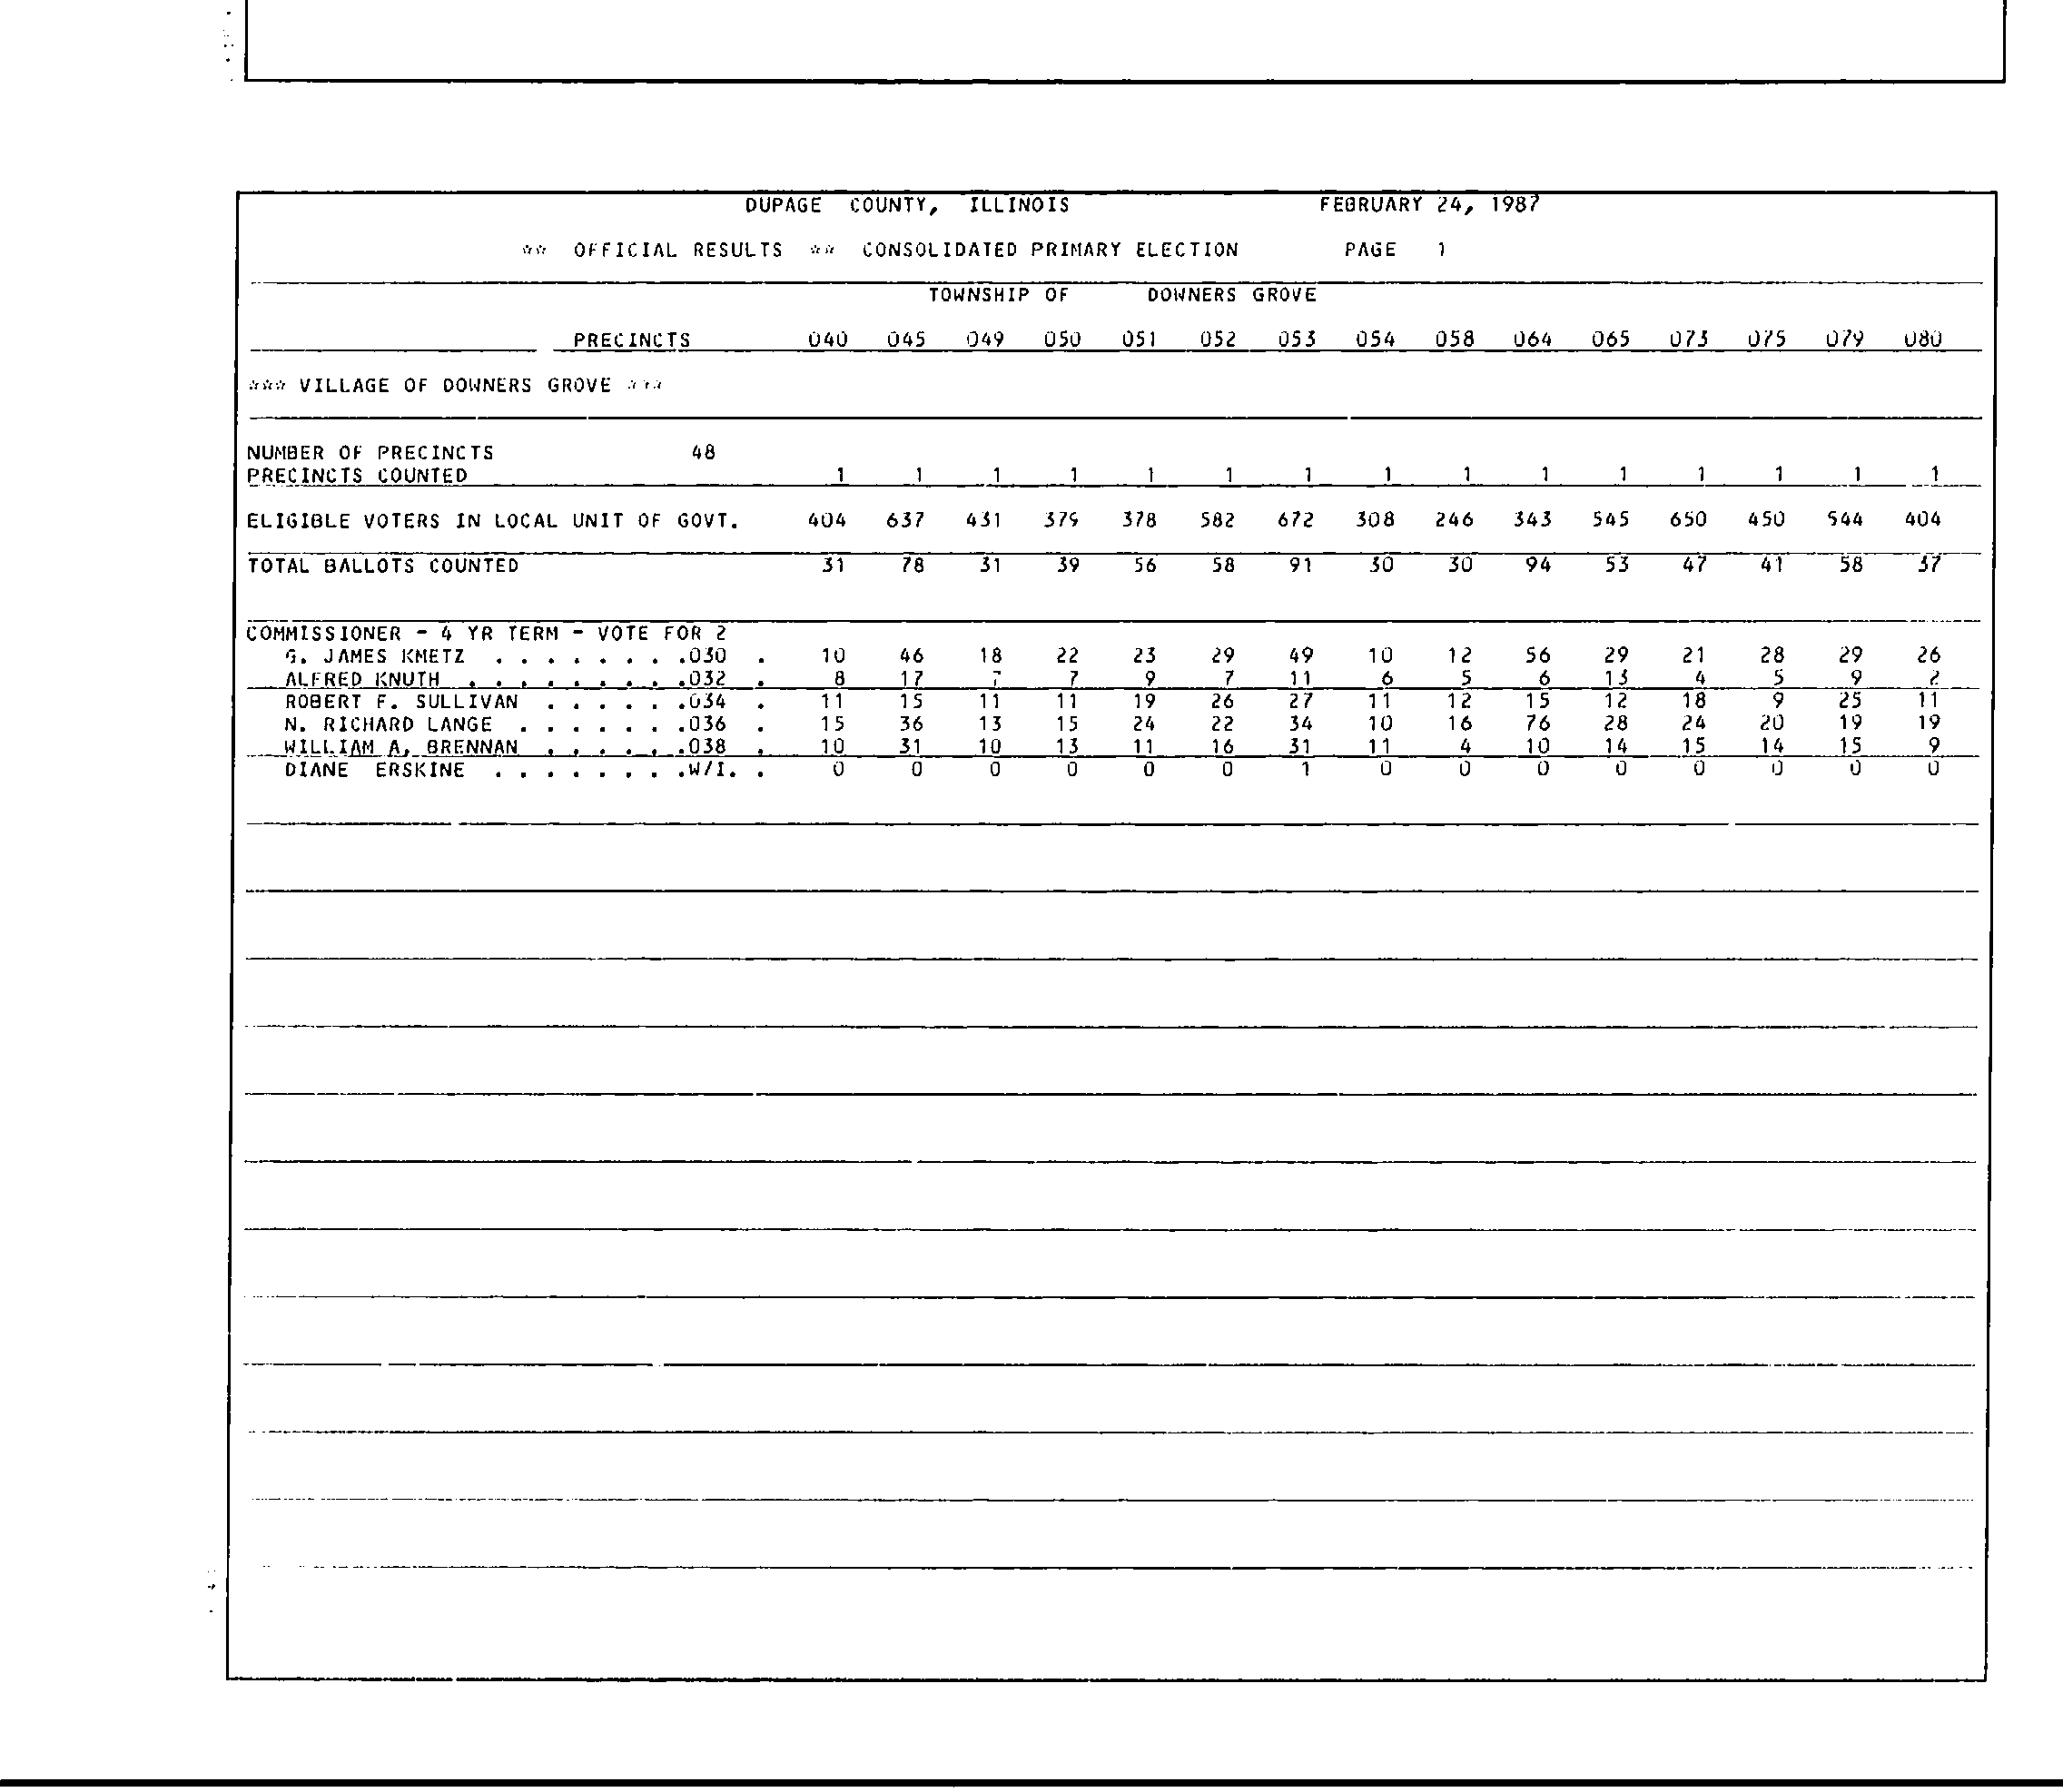 DUPAGE COUNTY, ILLINOIS FEBRUARY 24, 1987
** OFFICIAL RESULTS ** CONSOLIDATED PRIMARY ELECTION PAGE 1
TOWNSHIP OF DOWNERS GROVE
PRECINCTS 040 045 049 050 051 052 053 054 058 064 065 073 075 079 080
*** VILLAGE OF DOWNERS GROVE ***
NUMBER OF PRECINCTS 48
PRECINCTS COUNTED 1 1 1 1 1 1 1 1 1 1 1 1 1 1 1
ELIGIBLE VOTERS IN LOCAL UNIT OF GOVT. 404 637 431 379 378 582 672 308 246 343 545 650 450 544 404
TOTAL BALLOTS COUNTED 31 78 31 39 56 58 91 30 30 94 53 47 41 58 37
COMMISSIONER - 4 YR TERM - VOTE FOR 2
G. JAMES KMETZ . . . . . . . .030 . 10 46 18 22 23 29 49 10 12 56 29 21 28 29 26
ALFRED KNUTH . . . . . . . . .032 . 8 17 7 7 9 7 11 6 5 6 13 4 5 9 2
ROBERT F. SULLIVAN . . . . . .034 . 11 15 11 11 19 26 27 11 12 15 12 18 9 25 11
N. RICHARD LANGE . . . . . . .036 . 15 36 13 15 24 22 34 10 16 76 28 24 20 19 19
WILLIAM A. BRENNAN . . . . . .038 . 10 31 10 13 11 16 31 11 4 10 14 15 14 15 9
DIANE ERSKINE . . . . . . . .W/I. . 0 0 0 0 0 0 1 0 0 0 0 0 0 0 0